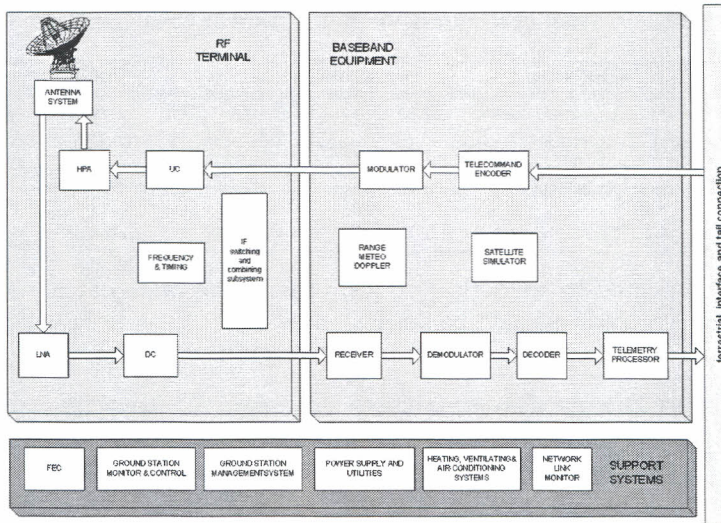 RF
TERMINAL
BASEBAND
EQUIPMENT
ANTENNA
SYSTEM
HPA
UC
MODULATOR
TELECOMMAND
ENCODER
FREQUENCY
& TIMING
IF
switching
and
combining
subsystem
RANGE
METEO
DOPPLER
SATELLITE
SIMULATOR
LNA
DC
RECEIVER
DEMODULATOR
DECODER
TELEMETRY
PROCESSOR
terrestrial interface and tail connection
FEC
GROUND STATION
MONITOR & CONTROL
GROUND STATION
MANAGEMENTSYSTEM
POWER SUPPLY AND
UTILITIES
HEATING, VENTILATING &
AIR-CONDITIONING
SYSTEMS
NETWORK
LINK
MONITOR
SUPPORT
SYSTEMS